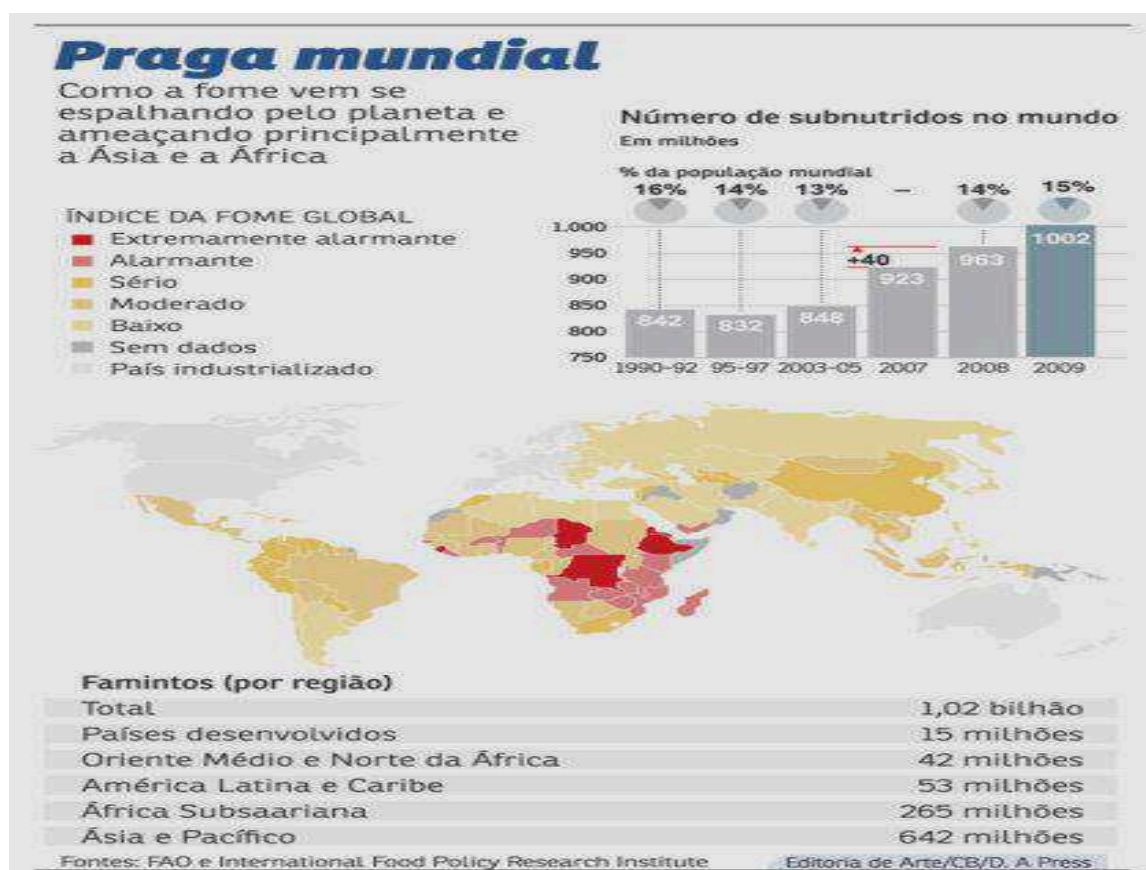 Praga mundial
Como a fome vem se
espalhando pelo planeta e
ameaçando principalmente
a Ásia e a África
ÍNDICE DA FOME GLOBAL
Extremamente alarmante
Alarmante
Sério
Moderado
Baixo
Sem dados
País industrializado
Número de subnutridos no mundo
Em milhões
% da população mundial
16% 14% 13% – 14% 15%
1.000
950
900
850
800
750
842 832 848 923 963 1002
+40
1990-92 95-97 2003-05 2007 2008 2009
Famintos (por região)
Total 1,02 bilhão
Países desenvolvidos 15 milhões
Oriente Médio e Norte da África 42 milhões
América Latina e Caribe 53 milhões
África Subsaariana 265 milhões
Ásia e Pacífico 642 milhões
Fontes: FAO e International Food Policy Research Institute Editoria de Arte/CB/D. A Press